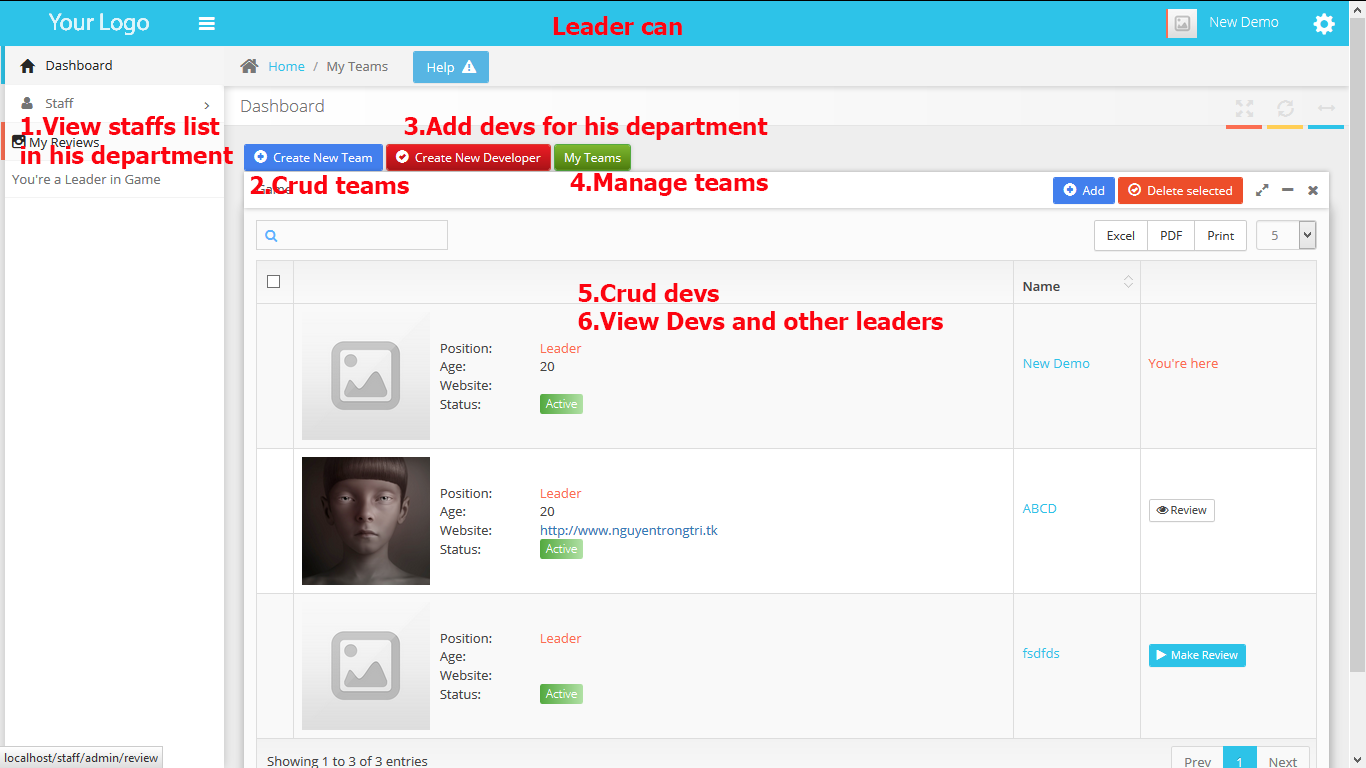 Your Logo
Leader can
New Demo
Dashboard
Home / My Teams
Help
Staff
Dashboard
1.View staffs list
My Reviews
in his department
You're a Leader in Game
3.Add devs for his department
Create New Team
Create New Developer
My Teams
2.Crud teams
Game
4.Manage teams
Add
Delete selected
Excel
PDF
Print
5
Name
5.Crud devs
6.View Devs and other leaders
Position: Leader
Age: 20
Website:
Status: Active
New Demo
You're here
Position: Leader
Age: 20
Website: http://www.nguyentrongtri.tk
Status: Active
ABCD
Review
Position: Leader
Age:
Website:
Status: Active
fsdfds
Make Review
localhost/staff/admin/review
Showing 1 to 3 of 3 entries
Prev
1
Next